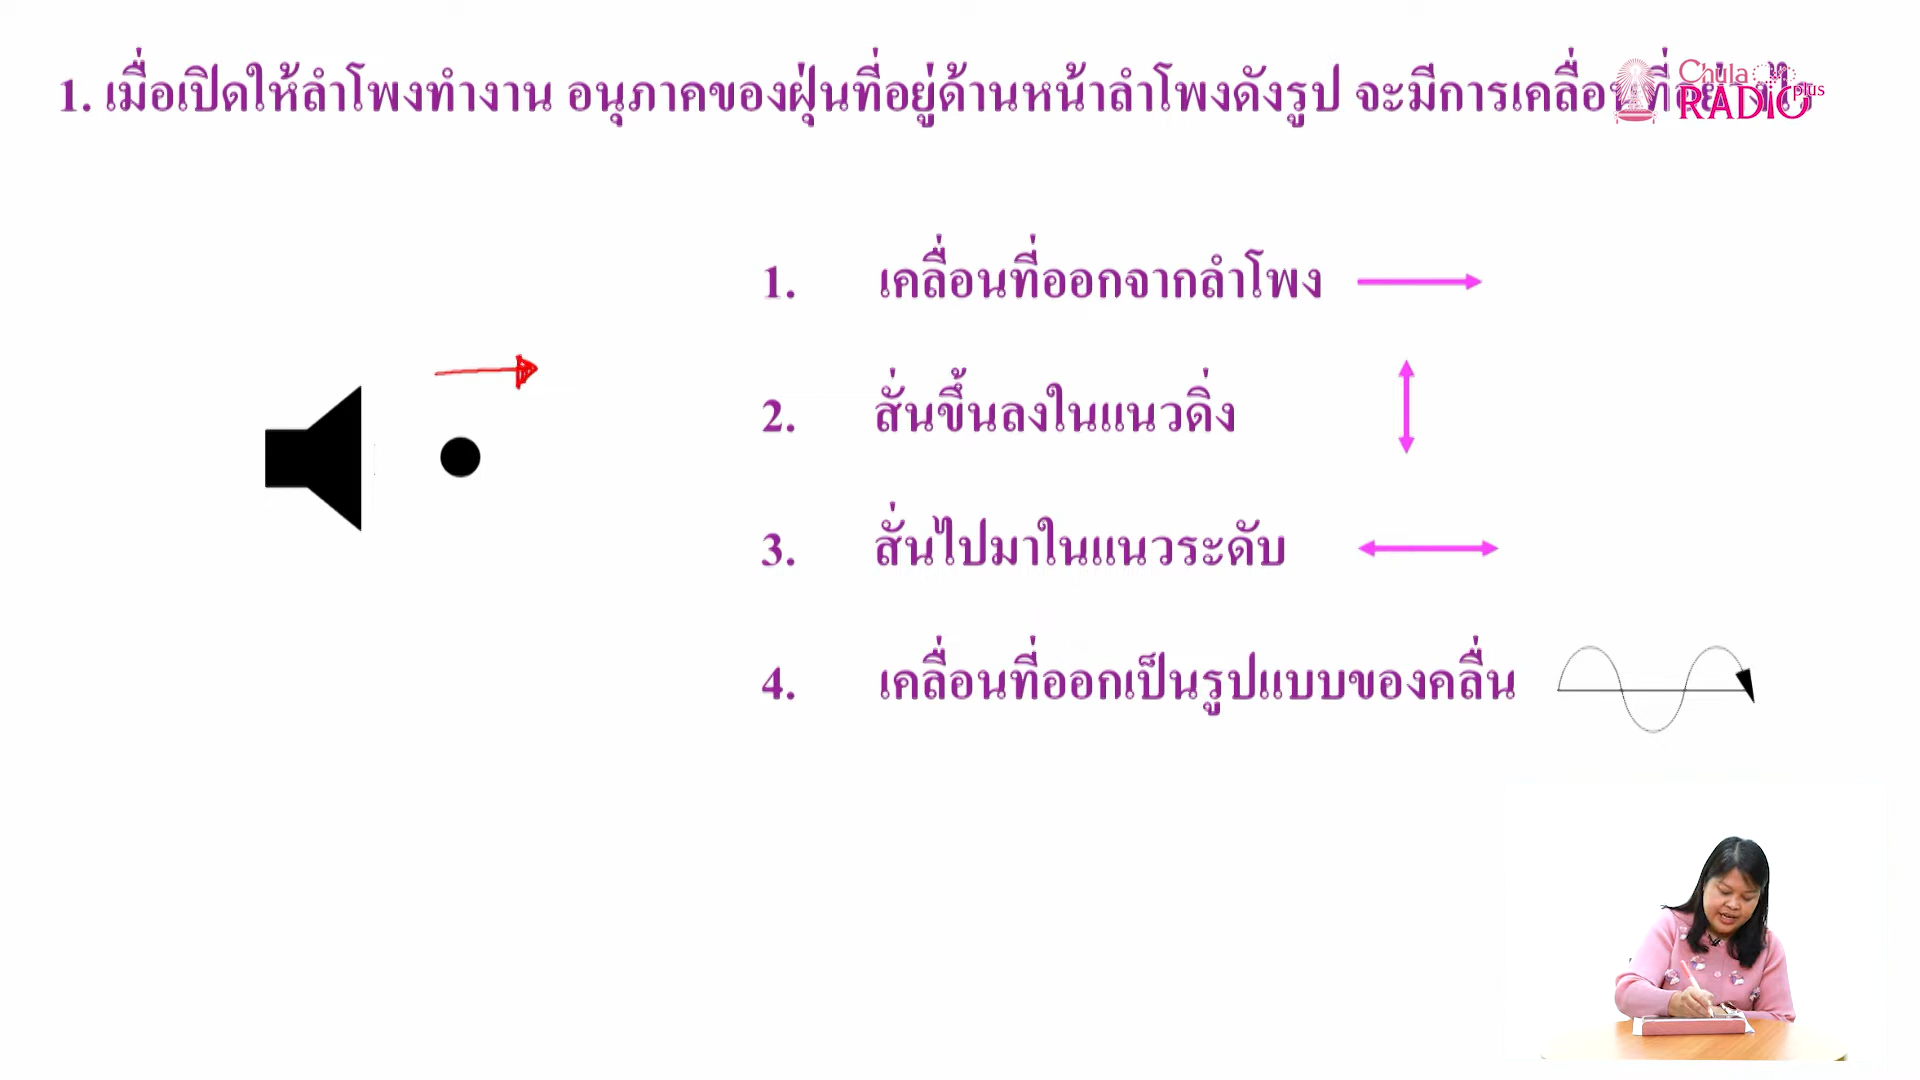 1. เมื่อเปิดให้ลำโพงทำงาน อนุภาคของฝุ่นที่อยู่ด้านหน้าลำโพงดังรูป จะมีการเคลื่อนที่
Chula
RADIO plus
1. เคลื่อนที่ออกจากลำโพง
2. สั่นขึ้นลงในแนวดิ่ง
3. สั่นไปมาในแนวระดับ
4. เคลื่อนที่ออกเป็นรูปแบบของคลื่น